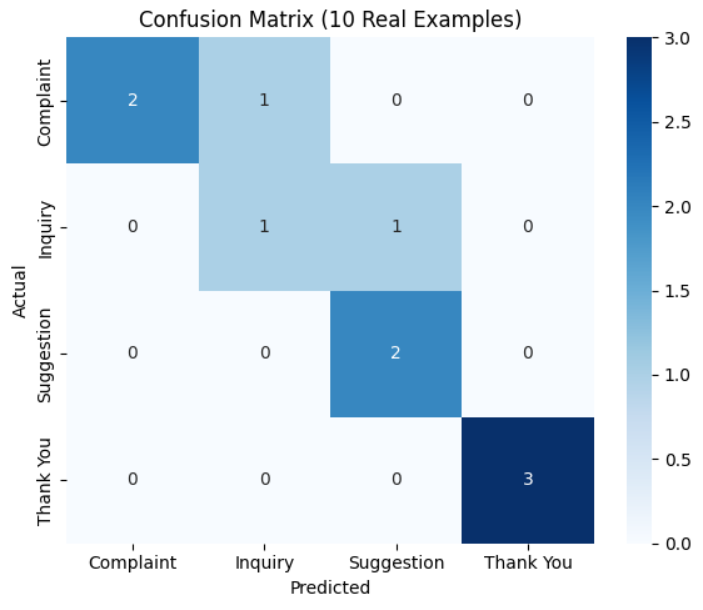 Confusion Matrix (10 Real Examples)
Actual
Complaint
2 1 0 0
Inquiry
0 1 1 0
Suggestion
0 0 2 0
Thank You
0 0 0 3
Complaint Inquiry Suggestion Thank You
Predicted
3.0
2.5
2.0
1.5
1.0
0.5
0.0